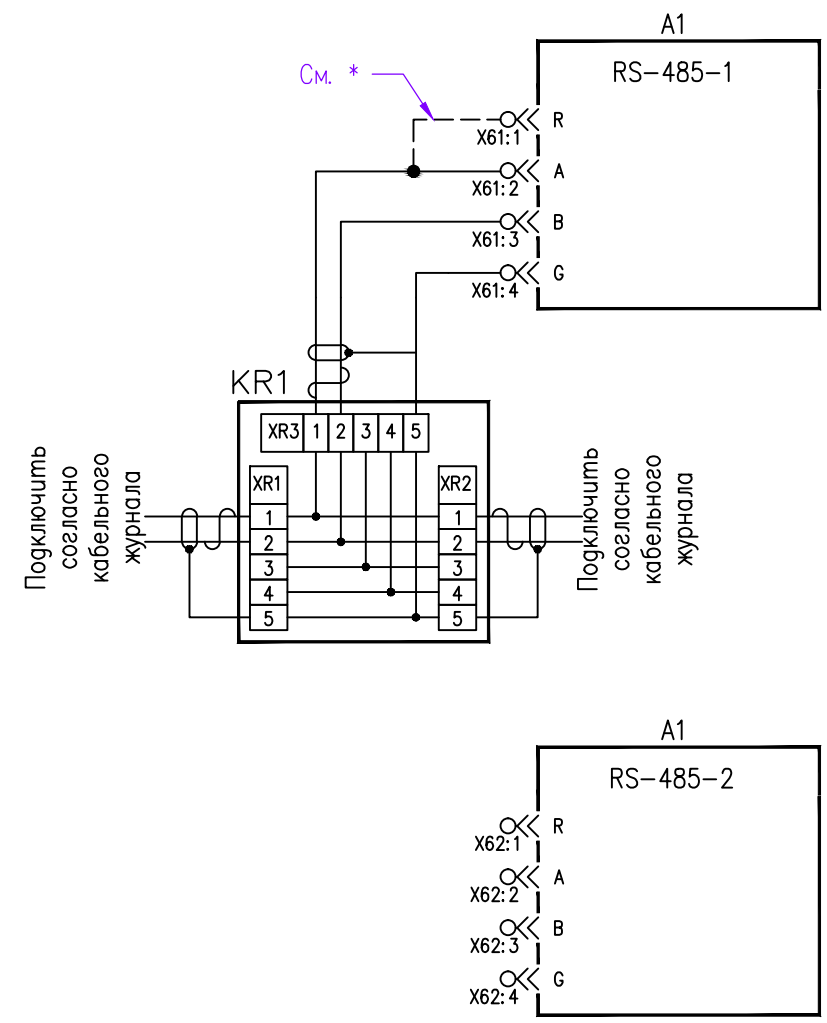 A1
RS-485-1
См. *
R
X61:1
A
X61:2
B
X61:3
G
X61:4
KR1
XR3 1 2 3 4 5
XR1
1
2
3
4
5
XR2
1
2
3
4
5
Подключить
согласно
кабельного
журнала
Подключить
согласно
кабельного
журнала
A1
RS-485-2
R
X62:1
A
X62:2
B
X62:3
G
X62:4